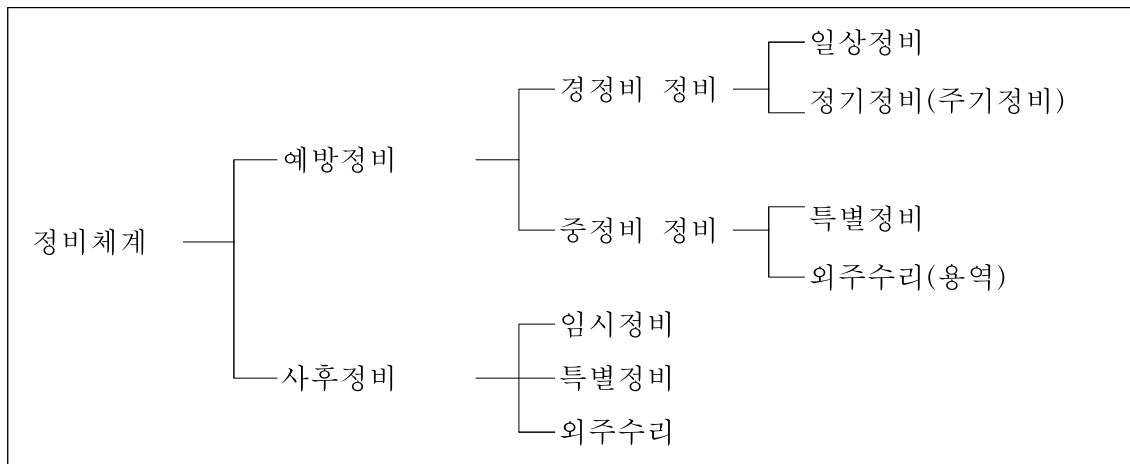 일상정비
경정비 정비
정기정비(주기정비)
예방정비
중정비 정비
특별정비
정비체계
외주수리(용역)
임시정비
사후정비
특별정비
외주수리